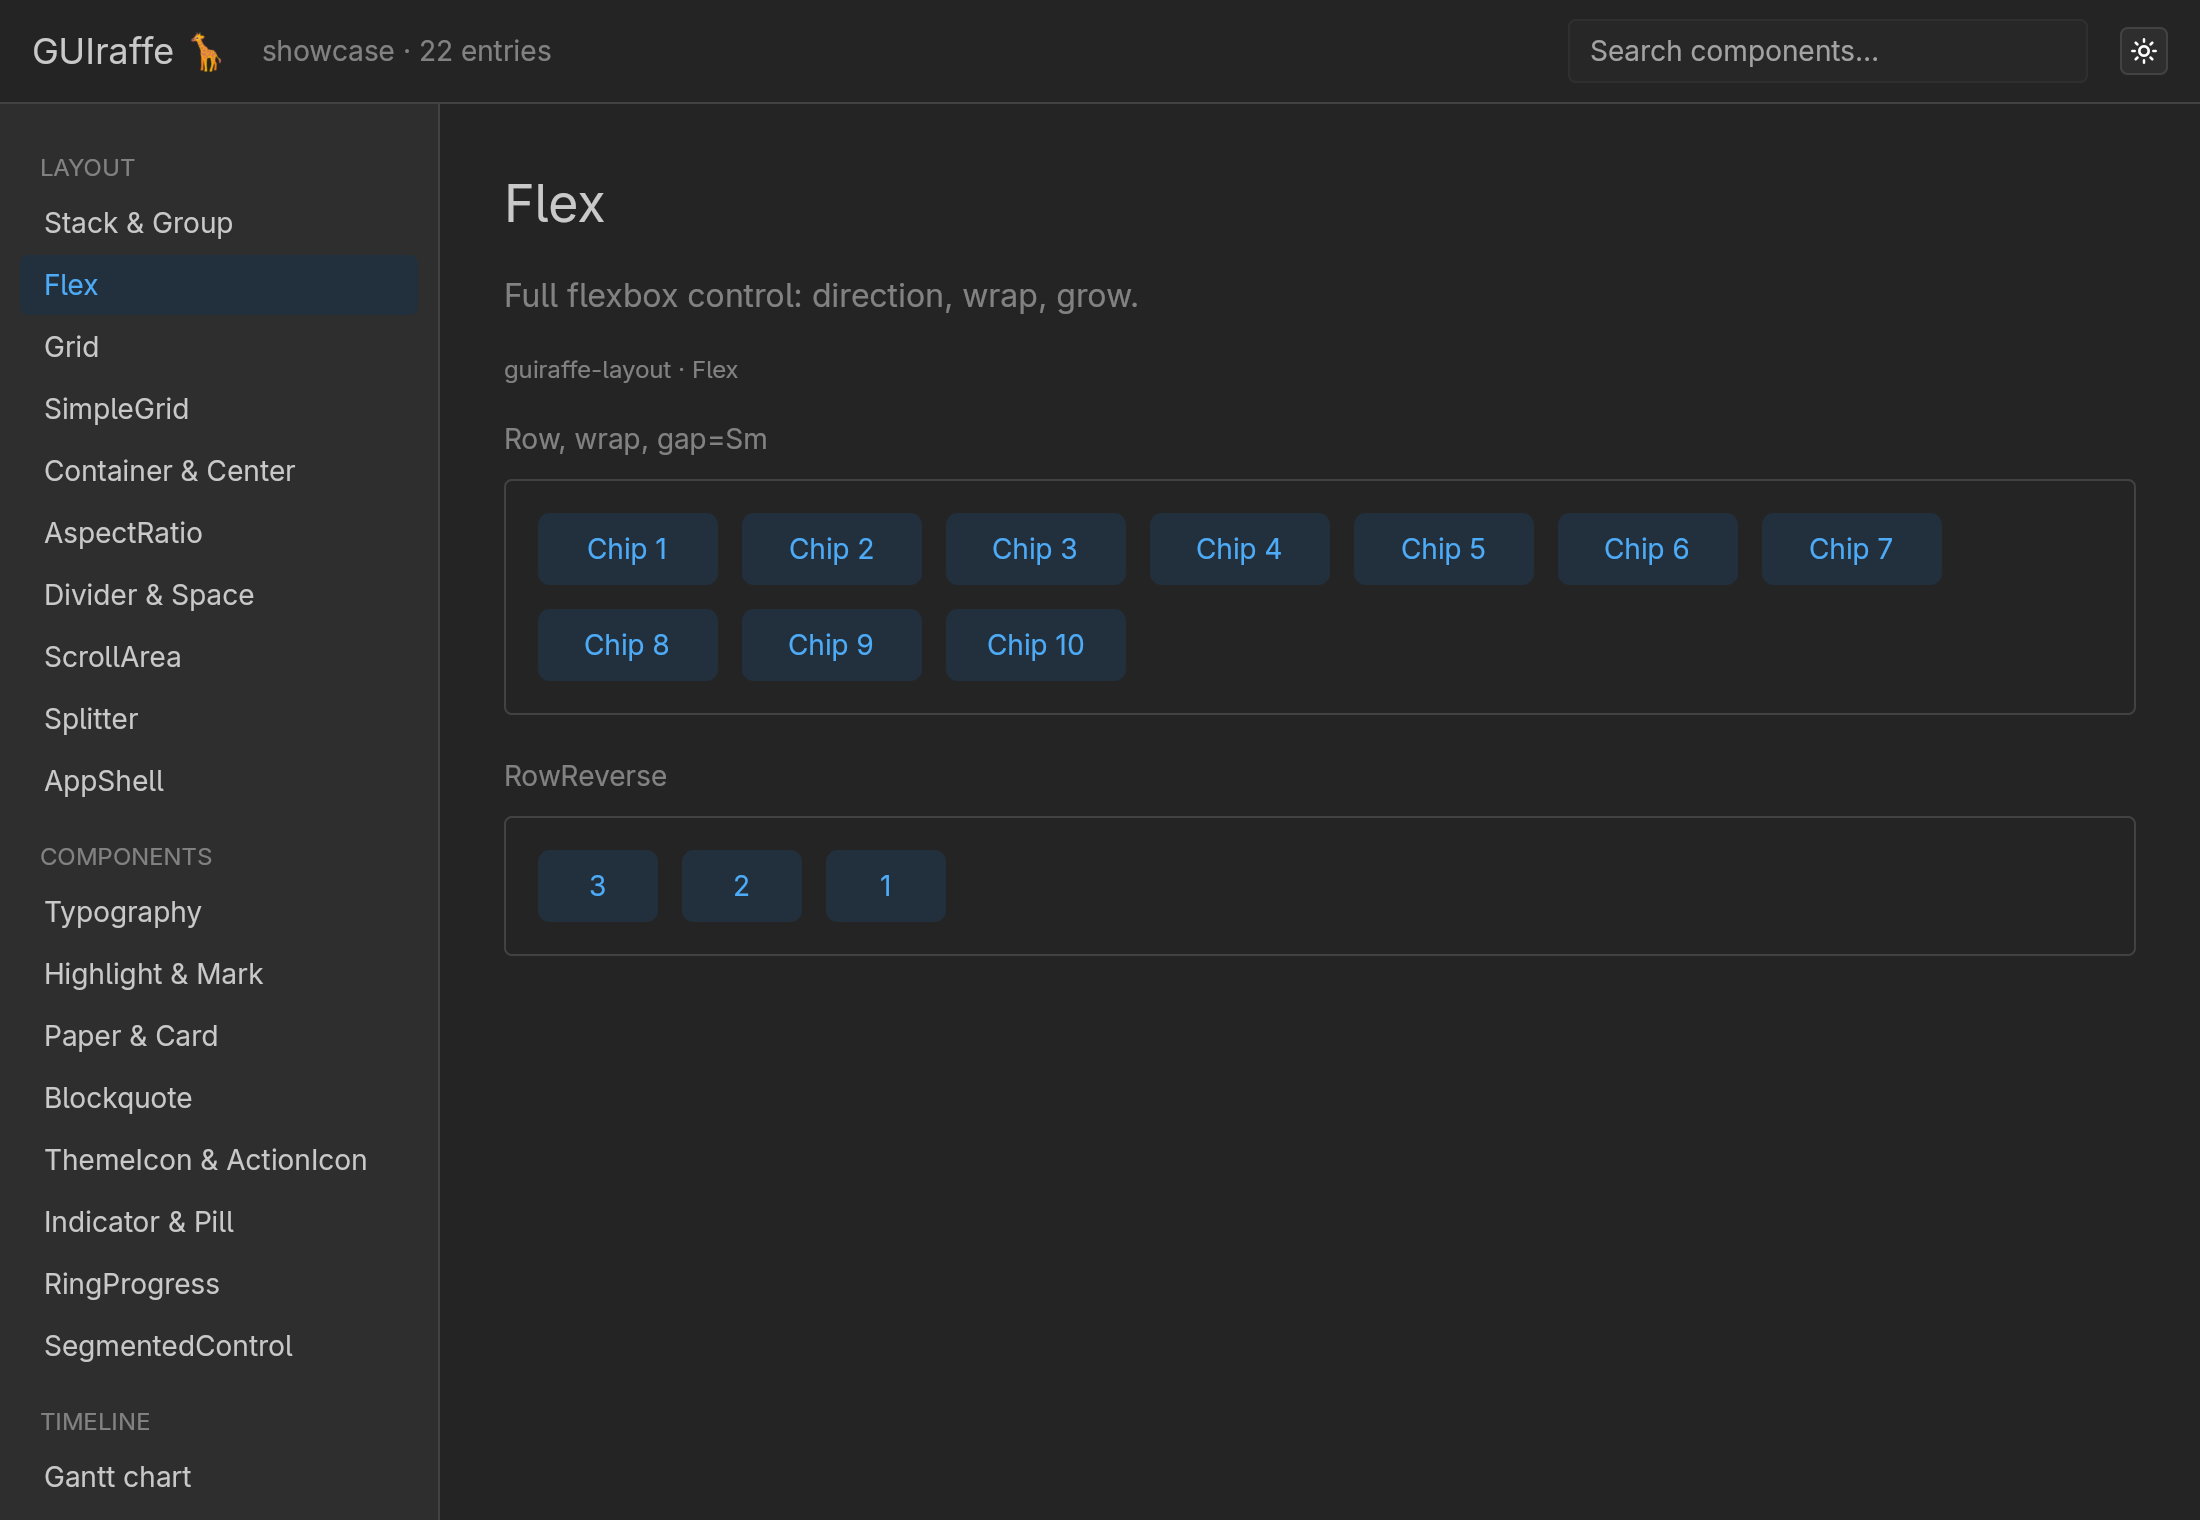 GUIraffe 🦒 showcase · 22 entries
Search components...
LAYOUT
Stack & Group
Flex
Grid
SimpleGrid
Container & Center
AspectRatio
Divider & Space
ScrollArea
Splitter
AppShell
COMPONENTS
Typography
Highlight & Mark
Paper & Card
Blockquote
ThemeIcon & ActionIcon
Indicator & Pill
RingProgress
SegmentedControl
TIMELINE
Gantt chart
Flex
Full flexbox control: direction, wrap, grow.
guiraffe-layout · Flex
Row, wrap, gap=Sm
Chip 1 Chip 2 Chip 3 Chip 4 Chip 5 Chip 6 Chip 7
Chip 8 Chip 9 Chip 10
RowReverse
3 2 1